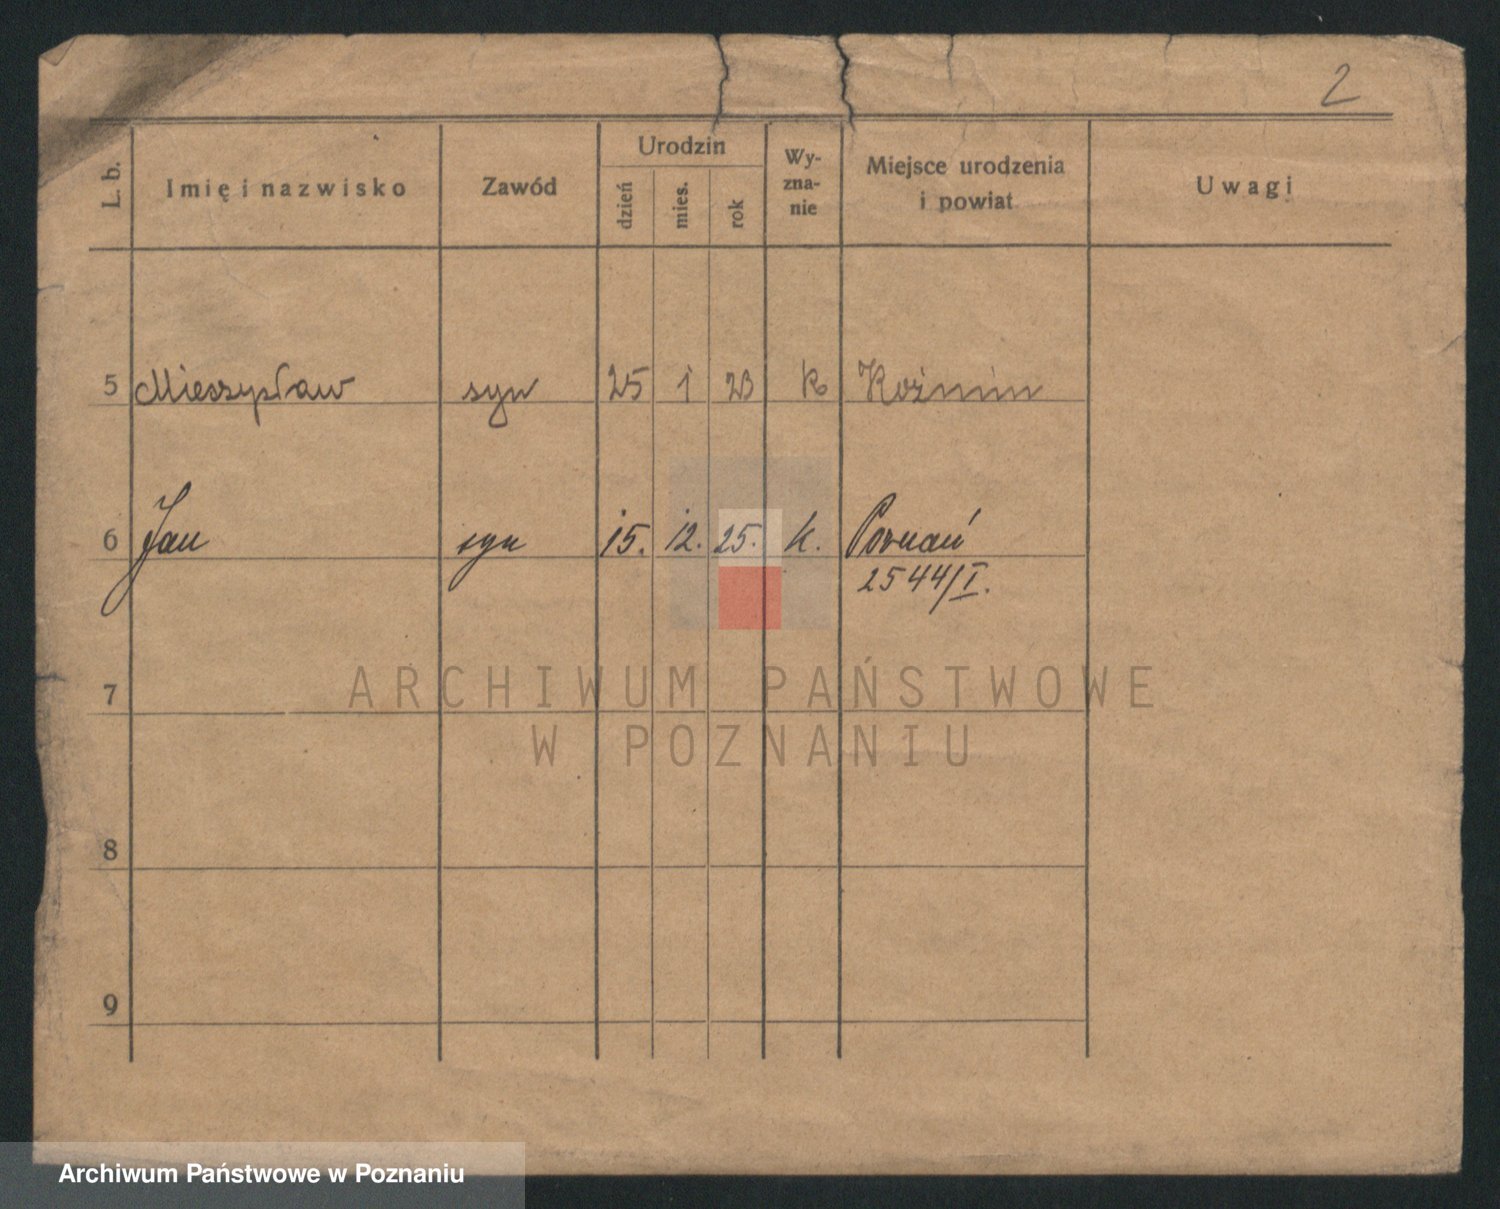 2
L. b.
Imię i nazwisko
Zawód
Urodzin
dzień
mies.
rok
Wy-
zna-
nie
Miejsce urodzenia
i powiat
Uwagi
5 Mieczysław syn 25 1 23 k Koźmin
6 Jan syn 15. 12. 25. k. Poznań
2544/I.
7
ARCHIWUM PAŃSTWOWE
W POZNANIU
8
9
Archiwum Państwowe w Poznaniu